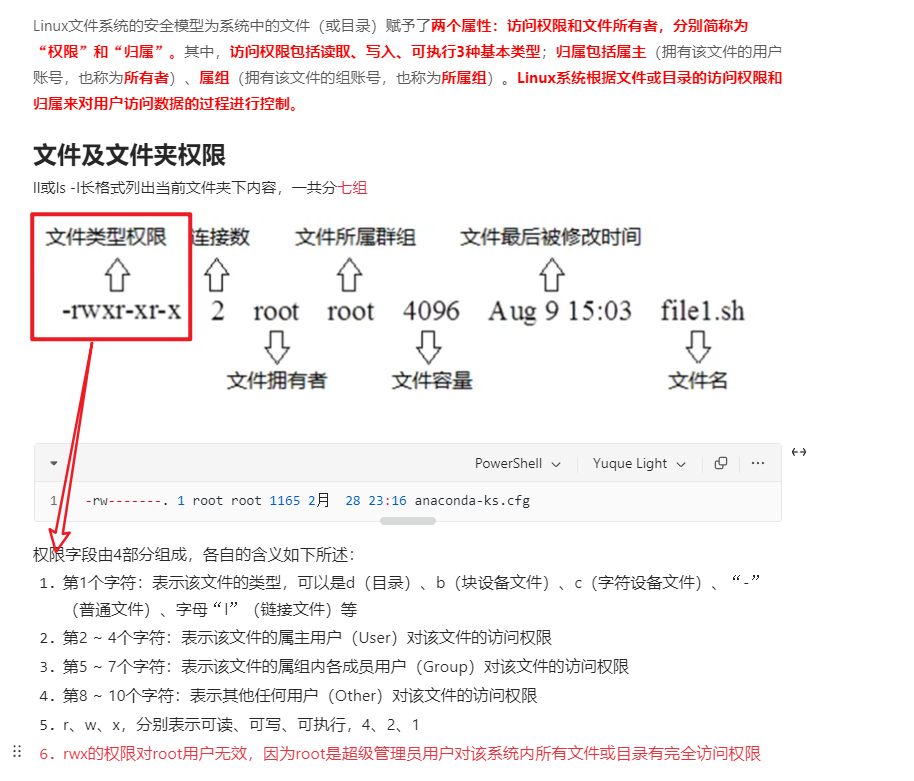 Linux文件系统的安全模型为系统中的文件（或目录）赋予了两个属性：访问权限和文件所有者，分别简称为
“权限”和“归属”。其中，访问权限包括读取、写入、可执行3种基本类型；归属包括属主（拥有该文件的用户
账号，也称为所有者）、属组（拥有该文件的组账号，也称为所属组）。Linux系统根据文件或目录的访问权限和
归属来对用户访问数据的过程进行控制。
文件及文件夹权限
ll或ls -l长格式列出当前文件夹下内容，一共分七组
文件类型权限 连接数 文件所属群组 文件最后被修改时间
-rwxr-xr-x 2 root root 4096 Aug 9 15:03 file1.sh
文件拥有者 文件容量 文件名
PowerShell Yuque Light
1 -rw-------. 1 root root 1165 2月  28 23:16 anaconda-ks.cfg
权限字段由4部分组成，各自的含义如下所述：
1. 第1个字符：表示该文件的类型，可以是d（目录）、b（块设备文件）、c（字符设备文件）、“-”
（普通文件）、字母“l”（链接文件）等
2. 第2 ~ 4个字符：表示该文件的属主用户（User）对该文件的访问权限
3. 第5 ~ 7个字符：表示该文件的属组内各成员用户（Group）对该文件的访问权限
4. 第8 ~ 10个字符：表示其他任何用户（Other）对该文件的访问权限
5. r、w、x，分别表示可读、可写、可执行，4、2、1
6. rwx的权限对root用户无效，因为root是超级管理员用户对该系统内所有文件或目录有完全访问权限